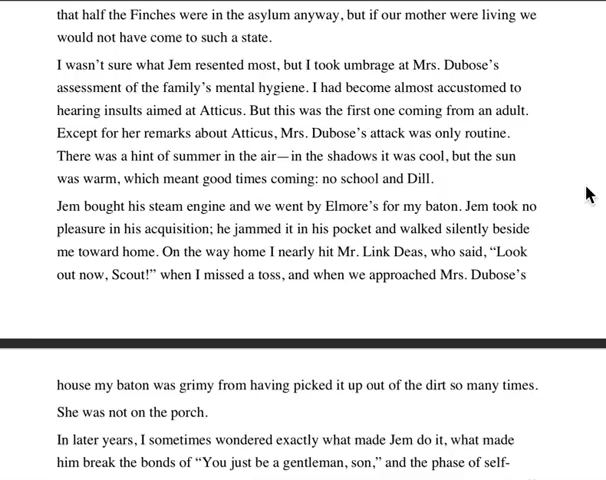 that half the Finches were in the asylum anyway, but if our mother were living we
would not have come to such a state.
I wasn’t sure what Jem resented most, but I took umbrage at Mrs. Dubose’s
assessment of the family’s mental hygiene. I had become almost accustomed to
hearing insults aimed at Atticus. But this was the first one coming from an adult.
Except for her remarks about Atticus, Mrs. Dubose’s attack was only routine.
There was a hint of summer in the air—in the shadows it was cool, but the sun
was warm, which meant good times coming: no school and Dill.
Jem bought his steam engine and we went by Elmore’s for my baton. Jem took no
pleasure in his acquisition; he jammed it in his pocket and walked silently beside
me toward home. On the way home I nearly hit Mr. Link Deas, who said, “Look
out now, Scout!” when I missed a toss, and when we approached Mrs. Dubose’s
house my baton was grimy from having picked it up out of the dirt so many times.
She was not on the porch.
In later years, I sometimes wondered exactly what made Jem do it, what made
him break the bonds of “You just be a gentleman, son,” and the phase of self-